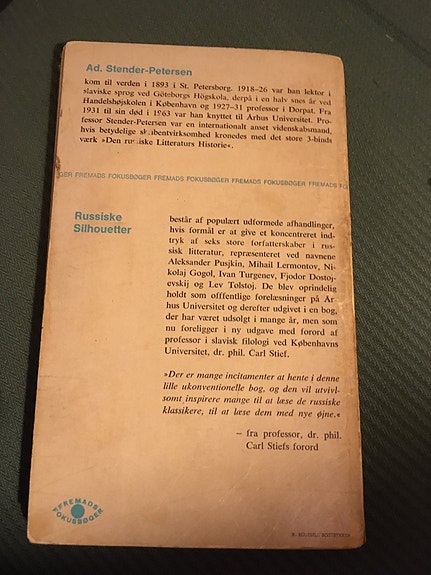 Ad. Stender-Petersen
kom til verden i 1893 i St. Petersborg. 1918-26 var han lektor i
slaviske sprog ved Göteborgs Högskola, derpå i en halv snes år ved
Handelshøjskolen i København og 1927-31 professor i Dorpat. Fra
1931 til sin død i 1963 var han knyttet til Århus Universitet. Pro-
fessor Stender-Petersen var en internationalt anset videnskabsmand,
hvis betydelige skribentvirksomhed kronedes med det store 3-binds
værk »Den russiske Litteraturs Historie«.
GER FREMADS FOKUSBØGER FREMADS FOKUSBØGER FREMADS FOKUSBØGER FREMADS FO
Russiske
Silhouetter
består af populært udformede afhandlinger,
hvis formål er at give et koncentreret ind-
tryk af seks store forfatterskaber i rus-
sisk litteratur, repræsenteret ved navnene
Aleksander Pusjkin, Mihail Lermontov, Ni-
kolaj Gogol, Ivan Turgenev, Fjodor Dostoj-
evskij og Lev Tolstoj. De blev oprindelig
holdt som offfentlige forelæsninger på År
hus Universitet og derefter udgivet i en bog,
der har været udsolgt i mange år, men som
nu foreligger i ny udgave med forord af
professor i slavisk filologi ved Københavns
Universitet, dr. phil. Carl Stief.
»Der er mange incitamenter at hente i denne
lille ukonventionelle bog, og den vil utvivl-
somt inspirere mange til at læse de russiske
klassikere, til at læse dem med nye øjne.«
– fra professor, dr. phil.
Carl Stiefs forord
FREMADS
FOKUSBØGER